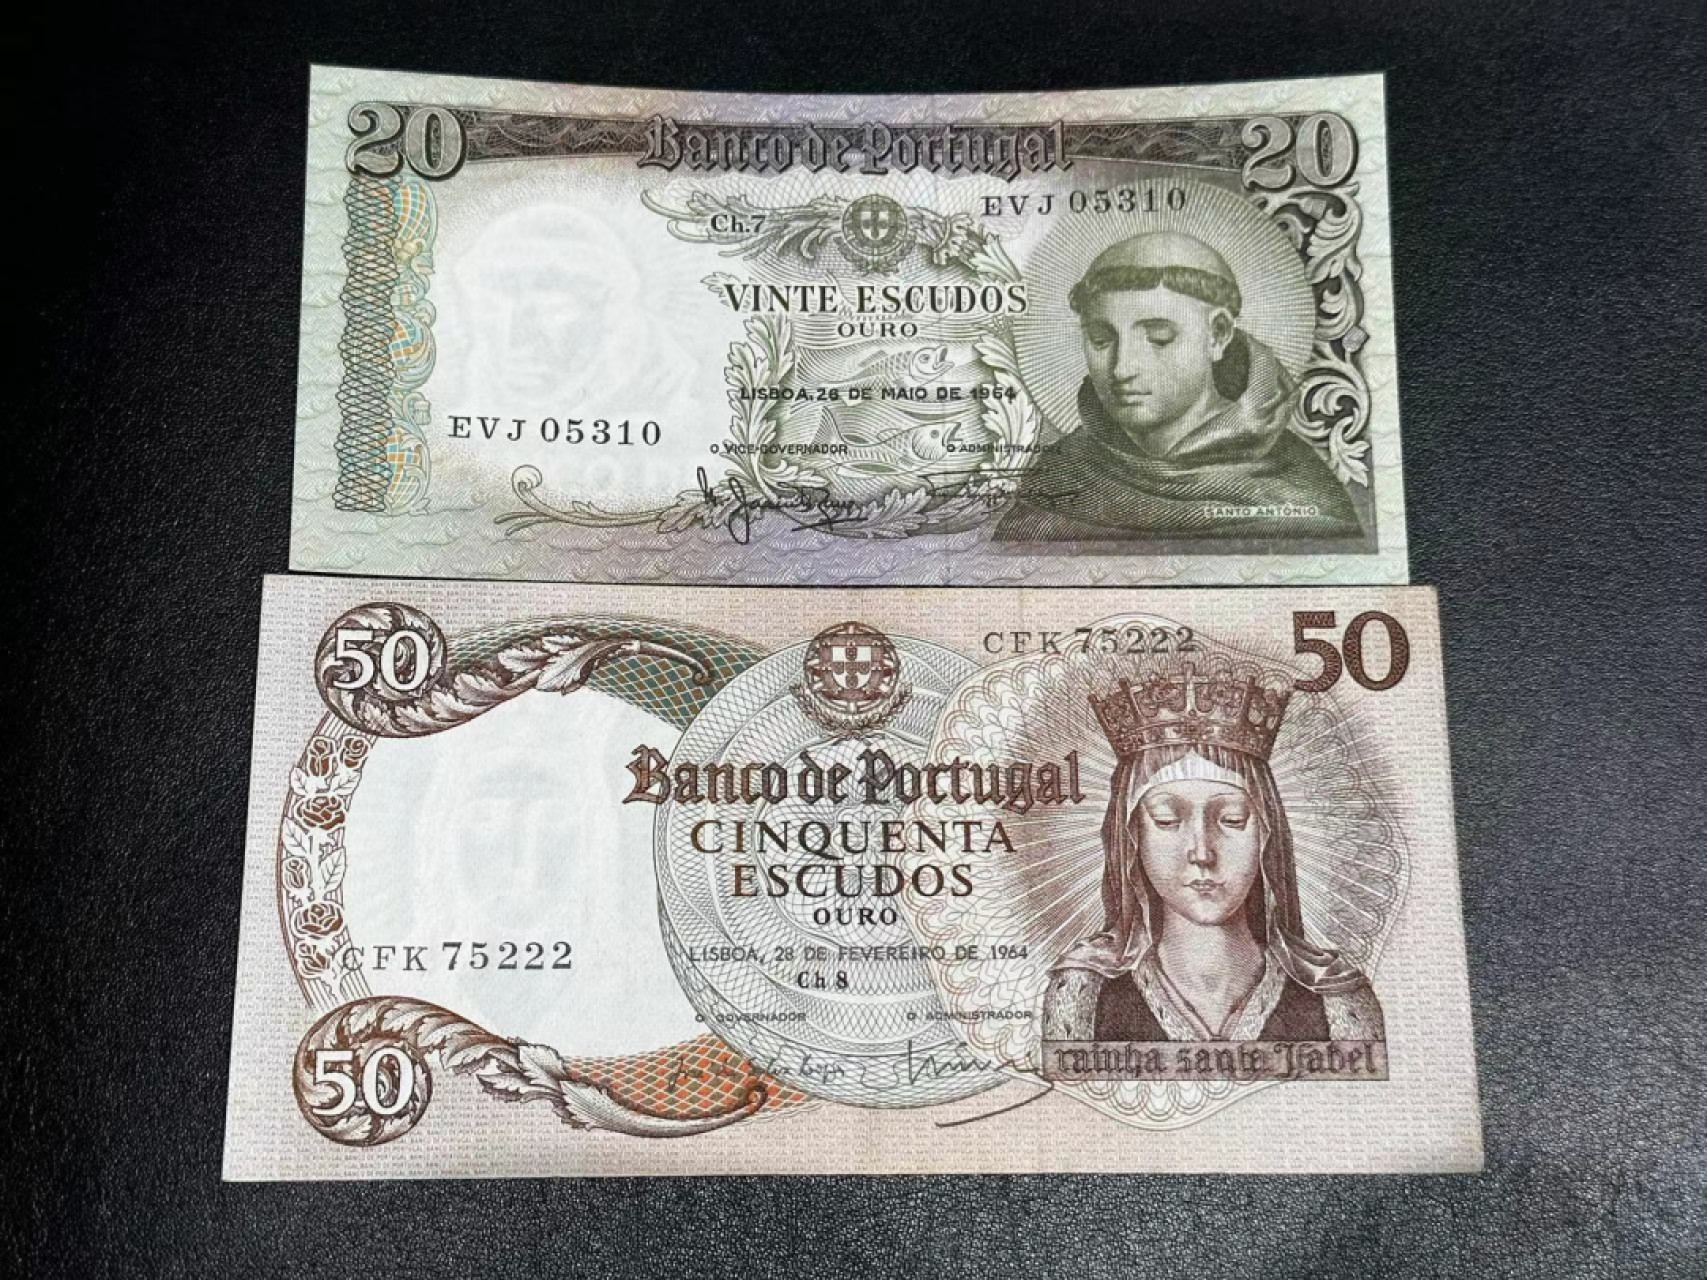 20 Banco de Portugal 20
Ch.7 EVJ 05310
VINTE ESCUDOS
OURO
LISBOA, 26 DE MAIO DE 1964
EVJ 05310
O VICE-GOVERNADOR O ADMINISTRADOR
SANTO ANTÓNIO
50 CFK 75222 50
Banco de Portugal
CINQUENTA
ESCUDOS
OURO
CFK 75222
LISBOA, 28 DE FEVEREIRO DE 1964
Ch 8
O GOVERNADOR O ADMINISTRADOR
rainha santa Isabel
50